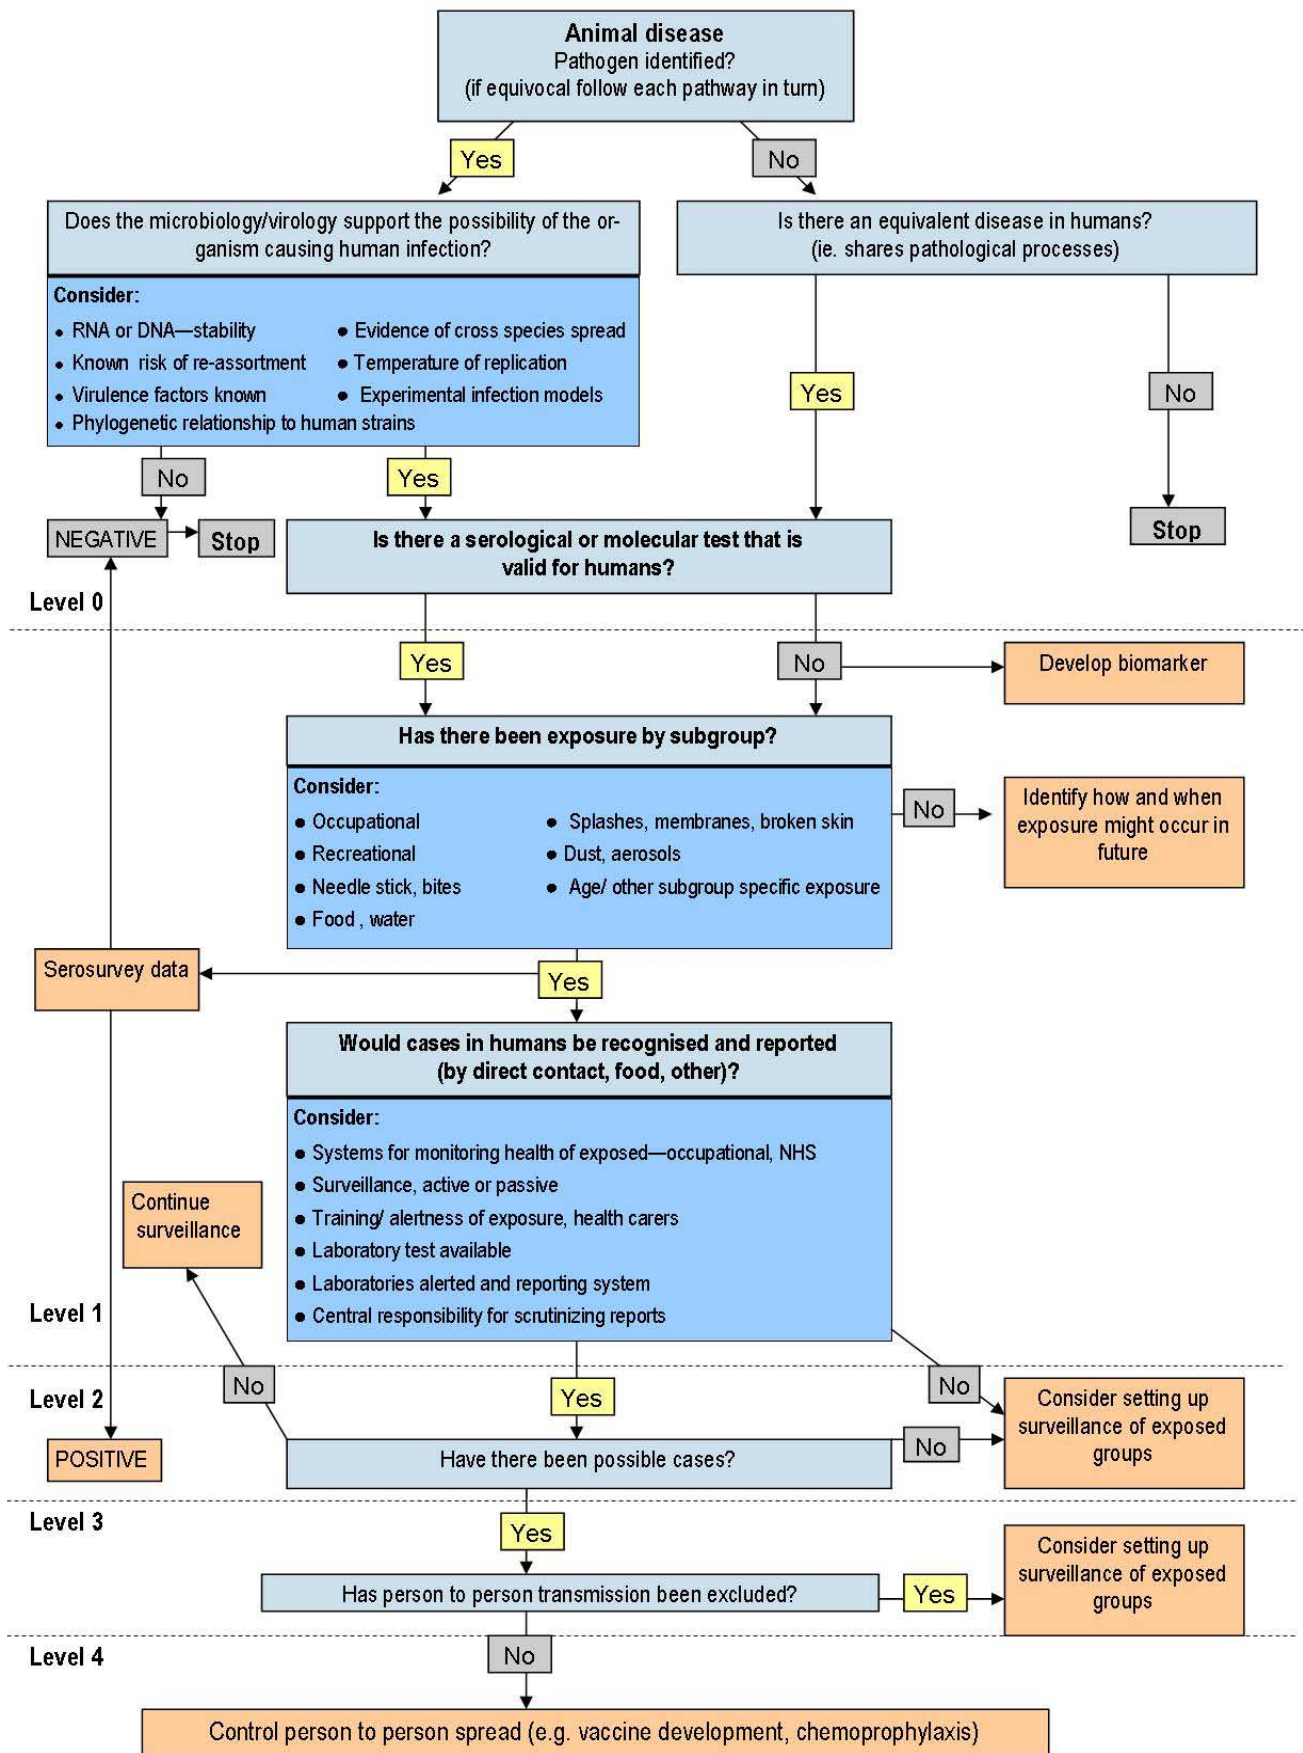 Animal disease
Pathogen identified?
(if equivocal follow each pathway in turn)
Yes
No
Does the microbiology/virology support the possibility of the or-
ganism causing human infection?
Is there an equivalent disease in humans?
(ie. shares pathological processes)
Consider:
● RNA or DNA—stability
● Evidence of cross species spread
● Known risk of re-assortment
● Temperature of replication
● Virulence factors known
● Experimental infection models
● Phylogenetic relationship to human strains
Yes
No
No
Yes
NEGATIVE
Stop
Is there a serological or molecular test that is
valid for humans?
Stop
Level 0
Yes
No
Develop biomarker
Has there been exposure by subgroup?
Consider:
● Occupational
● Splashes, membranes, broken skin
● Recreational
● Dust, aerosols
● Needle stick, bites
● Age/ other subgroup specific exposure
● Food , water
No
Identify how and when
exposure might occur in
future
Serosurvey data
Yes
Would cases in humans be recognised and reported
(by direct contact, food, other)?
Consider:
● Systems for monitoring health of exposed—occupational, NHS
● Surveillance, active or passive
● Training/ alertness of exposure, health carers
● Laboratory test available
● Laboratories alerted and reporting system
● Central responsibility for scrutinizing reports
Continue
surveillance
Level 1
No
Yes
No
Level 2
Consider setting up
surveillance of exposed
groups
POSITIVE
Have there been possible cases?
No
Level 3
Yes
Has person to person transmission been excluded?
Yes
Consider setting up
surveillance of exposed
groups
Level 4
No
Control person to person spread (e.g. vaccine development, chemoprophylaxis)